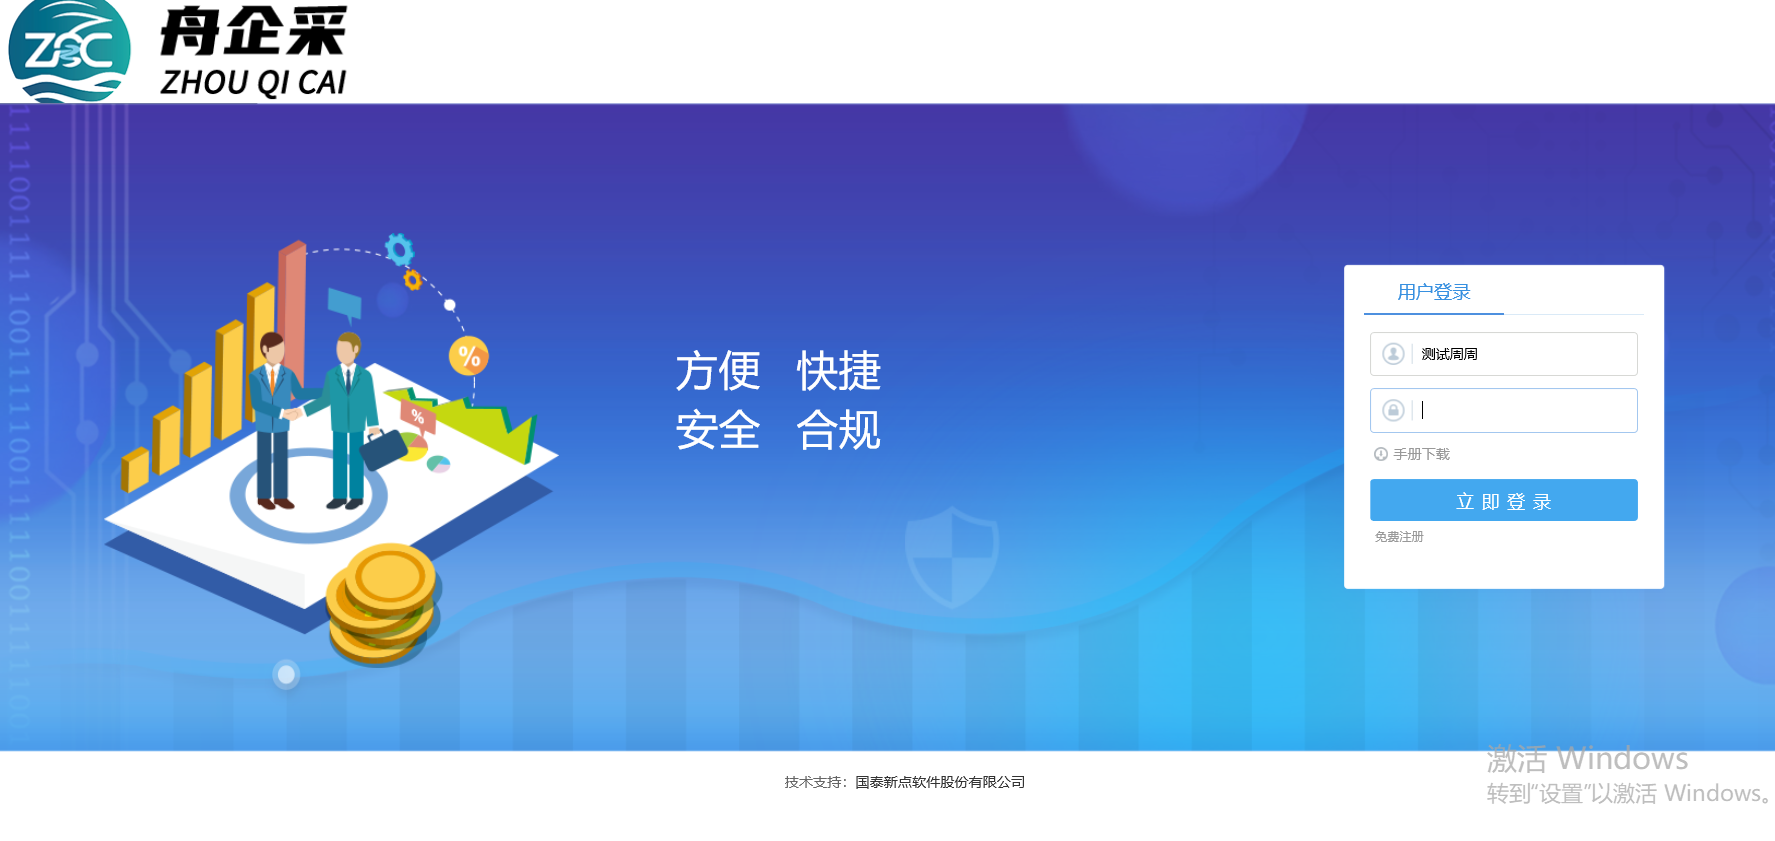 ZQC
舟企采
ZHOU QI CAI
用户登录
测试周周
%
方便 快捷
%
安全 合规
手册下载
立即登录
免费注册
激活 Windows
技术支持：国泰新点软件股份有限公司
转到"设置"以激活 Windows。